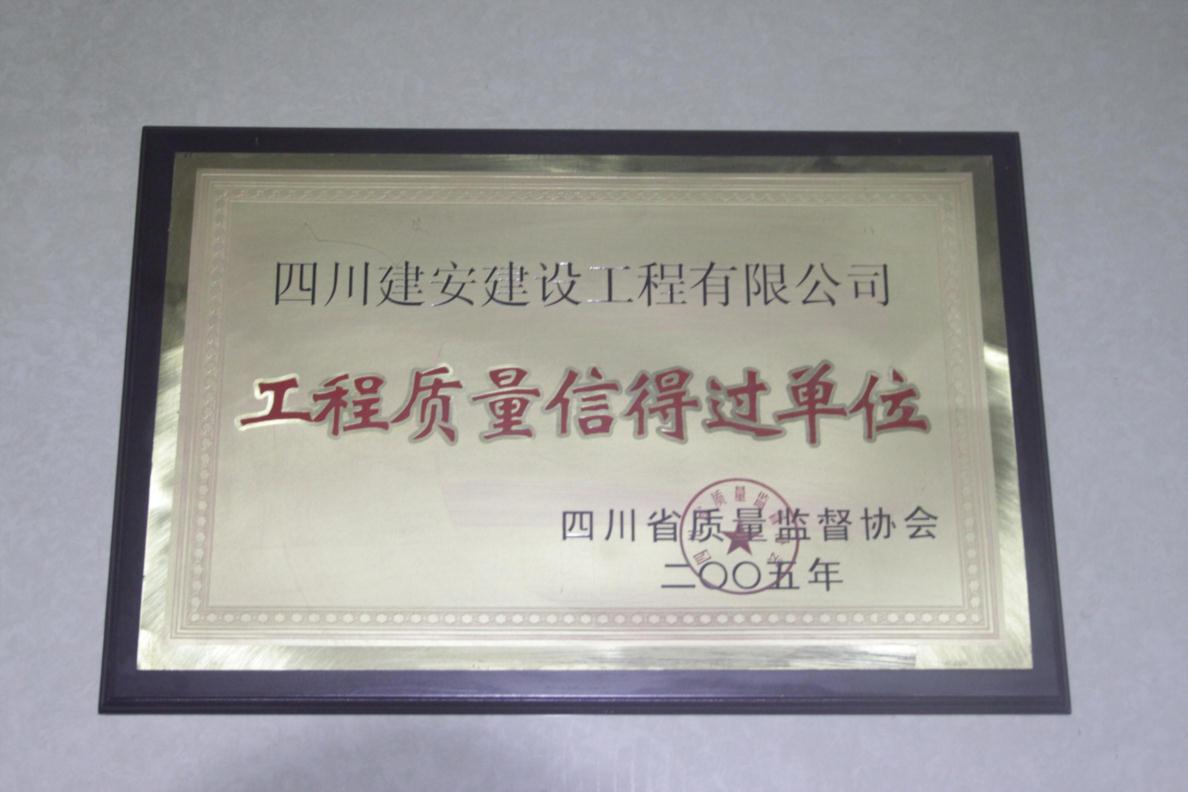 四川建安建设工程有限公司
工程质量信得过单位
四川省质量监督协会
二〇〇五年